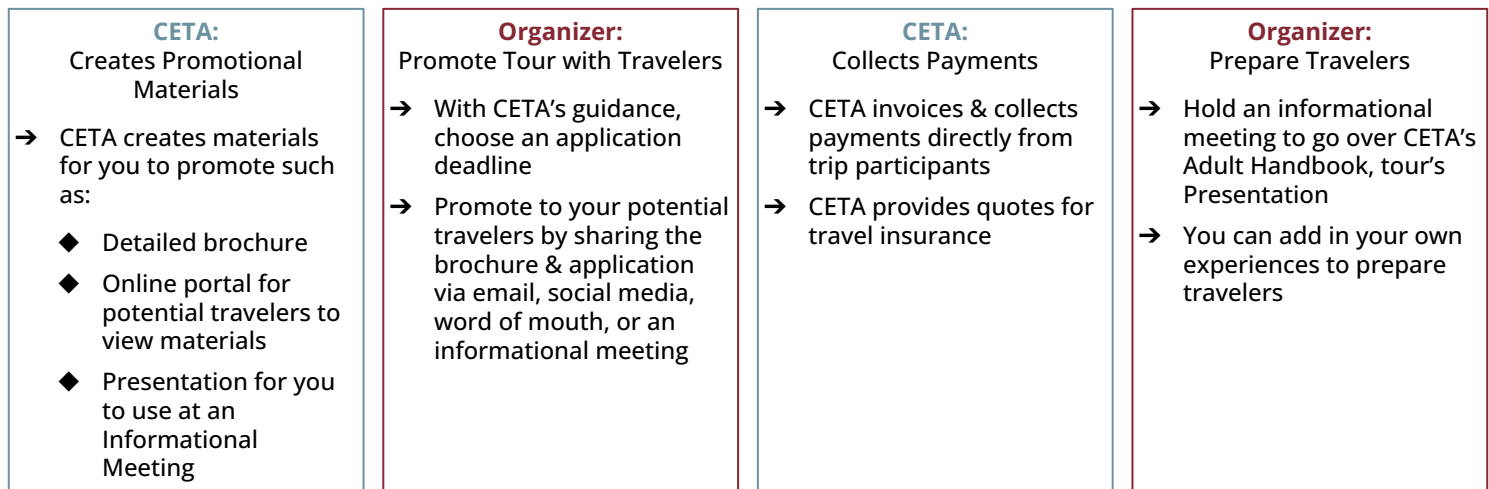 CETA:
Creates Promotional
Materials
➔ CETA creates materials
for you to promote such
as:
◆ Detailed brochure
◆ Online portal for
potential travelers to
view materials
◆ Presentation for you
to use at an
Informational
Meeting
Organizer:
Promote Tour with Travelers
➔ With CETA’s guidance,
choose an application
deadline
➔ Promote to your potential
travelers by sharing the
brochure & application
via email, social media,
word of mouth, or an
informational meeting
CETA:
Collects Payments
➔ CETA invoices & collects
payments directly from
trip participants
➔ CETA provides quotes for
travel insurance
Organizer:
Prepare Travelers
➔ Hold an informational
meeting to go over CETA’s
Adult Handbook, tour’s
Presentation
➔ You can add in your own
experiences to prepare
travelers